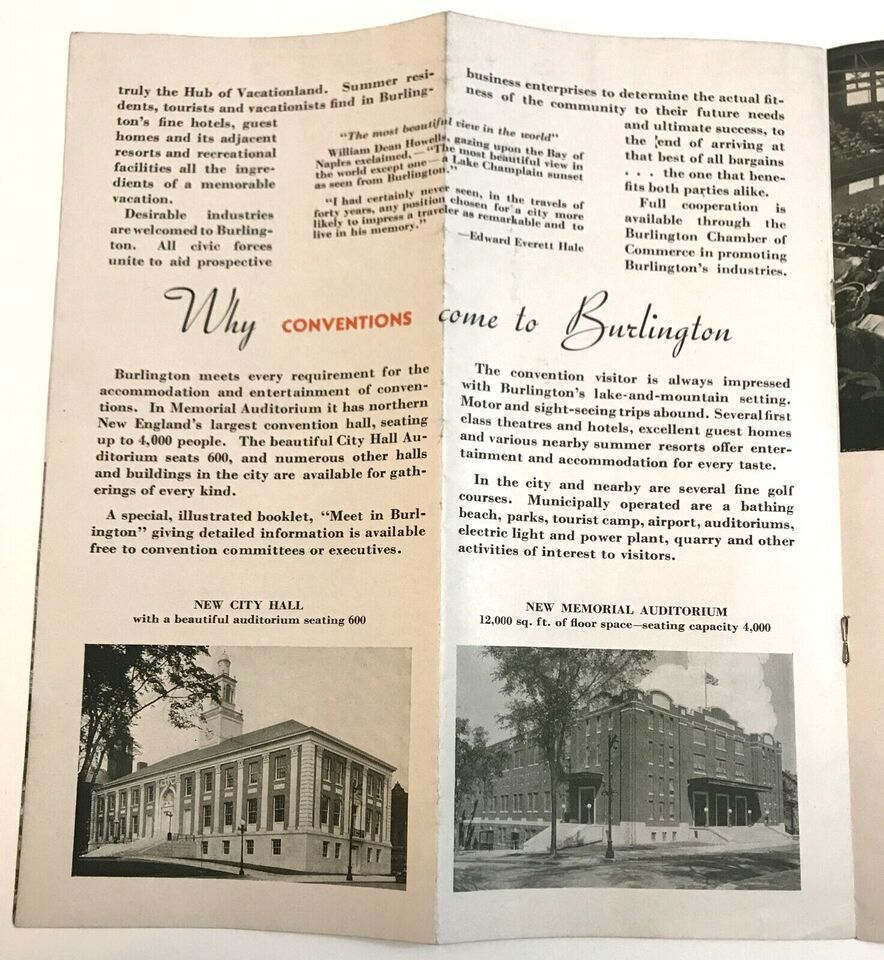 truly the Hub of Vacationland. Summer resi-
dents, tourists and vacationists find in Burling-
ton's fine hotels, guest
homes and its adjacent
resorts and recreational
facilities all the ingre-
dients of a memorable
vacation.
Desirable industries
are welcomed to Burling-
ton. All civic forces
unite to aid prospective
"The most beautiful view in the world"
William Dean Howells, gazing upon the Bay of
Naples exclaimed,—"The most beautiful view in
the world except one—a Lake Champlain sunset
as seen from Burlington."
"I had certainly never seen, in the travels of
forty years, any position chosen for a city more
likely to impress a traveler as remarkable and to
live in his memory."
—Edward Everett Hale
business enterprises to determine the actual fit-
ness of the community to their future needs
and ultimate success, to
the end of arriving at
that best of all bargains
. . . the one that bene-
fits both parties alike.
Full cooperation is
available through the
Burlington Chamber of
Commerce in promoting
Burlington's industries.
Why CONVENTIONS come to Burlington
Burlington meets every requirement for the
accommodation and entertainment of conven-
tions. In Memorial Auditorium it has northern
New England's largest convention hall, seating
up to 4,000 people. The beautiful City Hall Au-
ditorium seats 600, and numerous other halls
and buildings in the city are available for gath-
erings of every kind.
A special, illustrated booklet, "Meet in Burl-
ington" giving detailed information is available
free to convention committees or executives.
The convention visitor is always impressed
with Burlington's lake-and-mountain setting.
Motor and sight-seeing trips abound. Several first
class theatres and hotels, excellent guest homes
and various nearby summer resorts offer enter-
tainment and accommodation for every taste.
In the city and nearby are several fine golf
courses. Municipally operated are a bathing
beach, parks, tourist camp, airport, auditoriums,
electric light and power plant, quarry and other
activities of interest to visitors.
NEW CITY HALL
with a beautiful auditorium seating 600
NEW MEMORIAL AUDITORIUM
12,000 sq. ft. of floor space—seating capacity 4,000